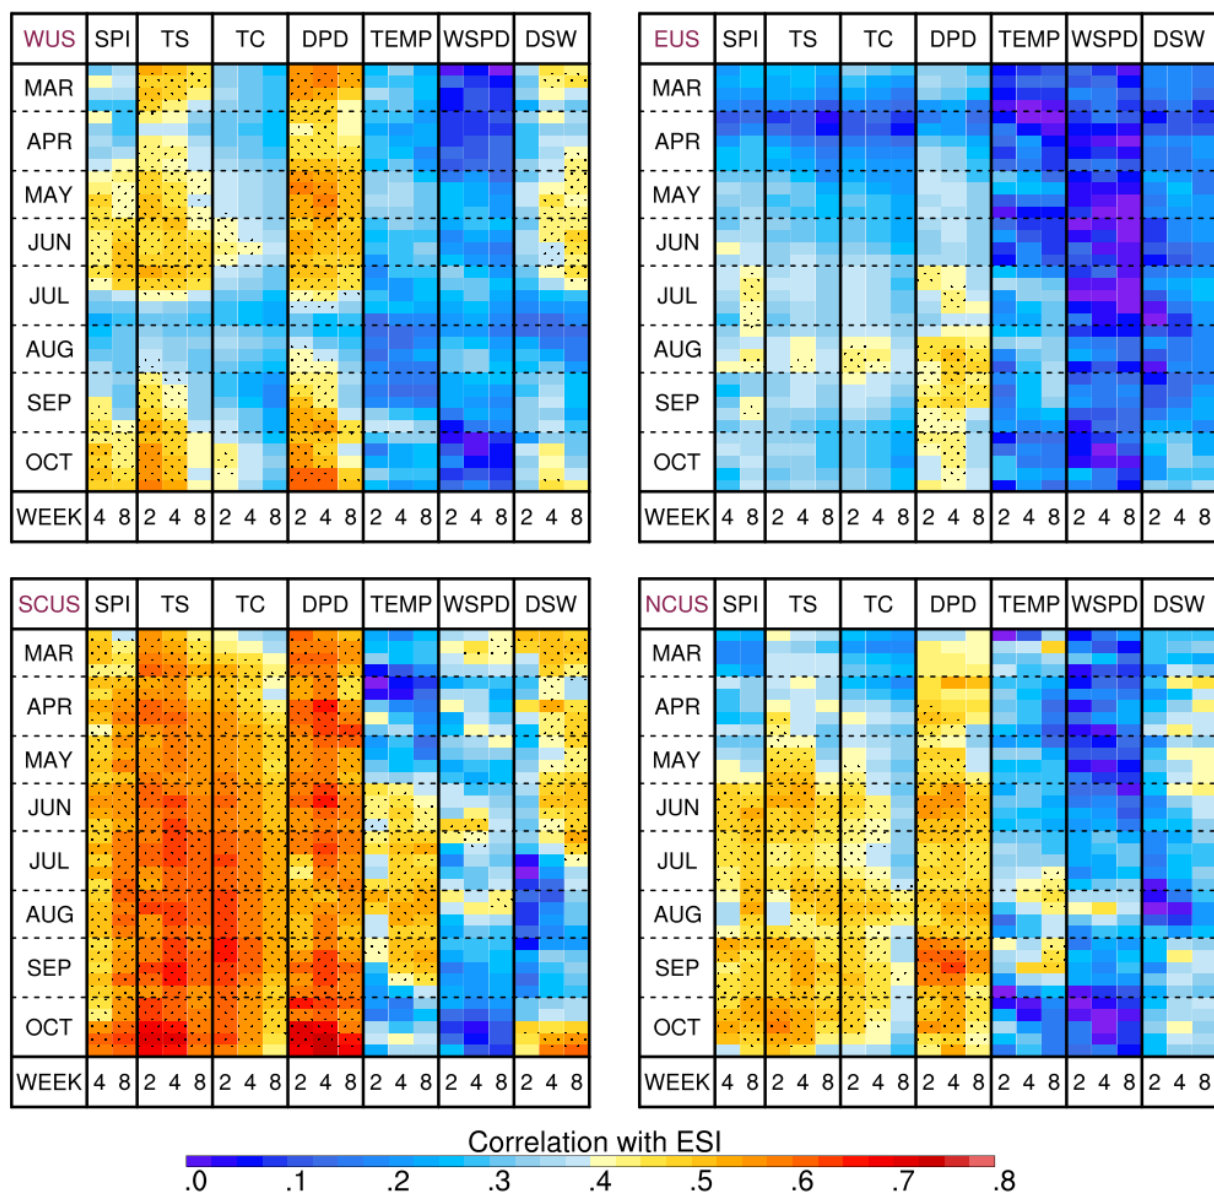 WUS SPI TS TC DPD TEMP WSPD DSW
MAR
APR
MAY
JUN
JUL
AUG
SEP
OCT
WEEK 4 8 2 4 8 2 4 8 2 4 8 2 4 8 2 4 8 2 4 8
EUS SPI TS TC DPD TEMP WSPD DSW
MAR
APR
MAY
JUN
JUL
AUG
SEP
OCT
WEEK 4 8 2 4 8 2 4 8 2 4 8 2 4 8 2 4 8 2 4 8
SCUS SPI TS TC DPD TEMP WSPD DSW
MAR
APR
MAY
JUN
JUL
AUG
SEP
OCT
WEEK 4 8 2 4 8 2 4 8 2 4 8 2 4 8 2 4 8 2 4 8
NCUS SPI TS TC DPD TEMP WSPD DSW
MAR
APR
MAY
JUN
JUL
AUG
SEP
OCT
WEEK 4 8 2 4 8 2 4 8 2 4 8 2 4 8 2 4 8 2 4 8
Correlation with ESI
.0 .1 .2 .3 .4 .5 .6 .7 .8